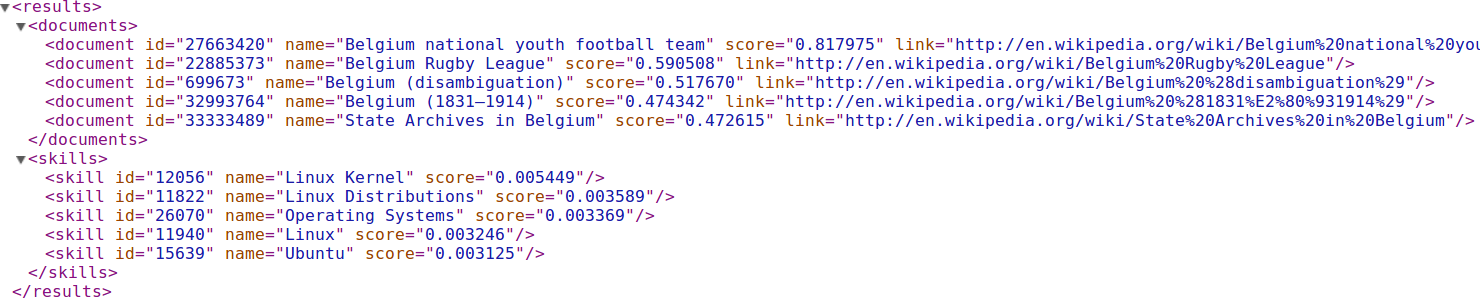 ▼<results>
▼<documents>
<document id="27663420" name="Belgium national youth football team" score="0.817975" link="http://en.wikipedia.org/wiki/Belgium%20national%20you
<document id="22885373" name="Belgium Rugby League" score="0.590508" link="http://en.wikipedia.org/wiki/Belgium%20Rugby%20League"/>
<document id="699673" name="Belgium (disambiguation)" score="0.517670" link="http://en.wikipedia.org/wiki/Belgium%20%28disambiguation%29"/>
<document id="32993764" name="Belgium (1831–1914)" score="0.474342" link="http://en.wikipedia.org/wiki/Belgium%20%281831%E2%80%931914%29"/>
<document id="33333489" name="State Archives in Belgium" score="0.472615" link="http://en.wikipedia.org/wiki/State%20Archives%20in%20Belgium"/>
</documents>
▼<skills>
<skill id="12056" name="Linux Kernel" score="0.005449"/>
<skill id="11822" name="Linux Distributions" score="0.003589"/>
<skill id="26070" name="Operating Systems" score="0.003369"/>
<skill id="11940" name="Linux" score="0.003246"/>
<skill id="15639" name="Ubuntu" score="0.003125"/>
</skills>
</results>